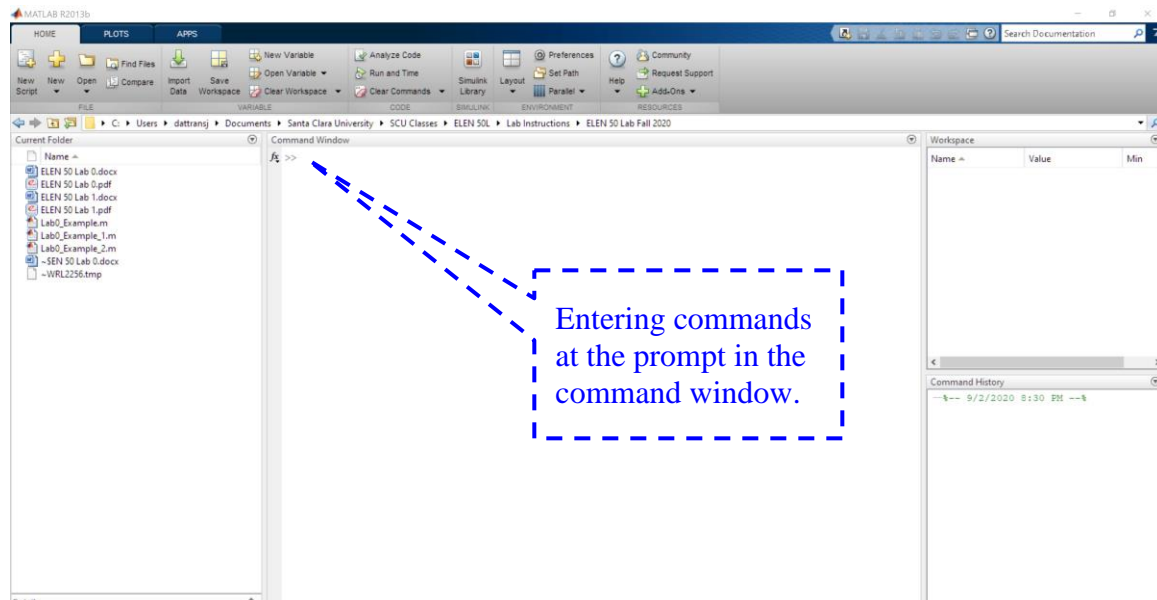 MATLAB R2013b
HOME PLOTS APPS
Search Documentation
New Script
New
Open
Find Files
Compare
Import Data
Save Workspace
New Variable
Open Variable
Clear Workspace
Analyze Code
Run and Time
Clear Commands
Simulink Library
Layout
Preferences
Set Path
Parallel
Help
Community
Request Support
Add-Ons
FILE VARIABLE CODE SIMULINK ENVIRONMENT RESOURCES
C: Users dattransj Documents Santa Clara University SCU Classes ELEN 50L Lab Instructions ELEN 50 Lab Fall 2020
Current Folder
Name
ELEN 50 Lab 0.docx
ELEN 50 Lab 0.pdf
ELEN 50 Lab 1.docx
ELEN 50 Lab 1.pdf
Lab0_Example.m
Lab0_Example_1.m
Lab0_Example_2.m
~SEN 50 Lab 0.docx
~WRL2256.tmp
Command Window
fx >>
Entering commands
at the prompt in the
command window.
Workspace
Name Value Min
Command History
%-- 9/2/2020 8:30 PM --%